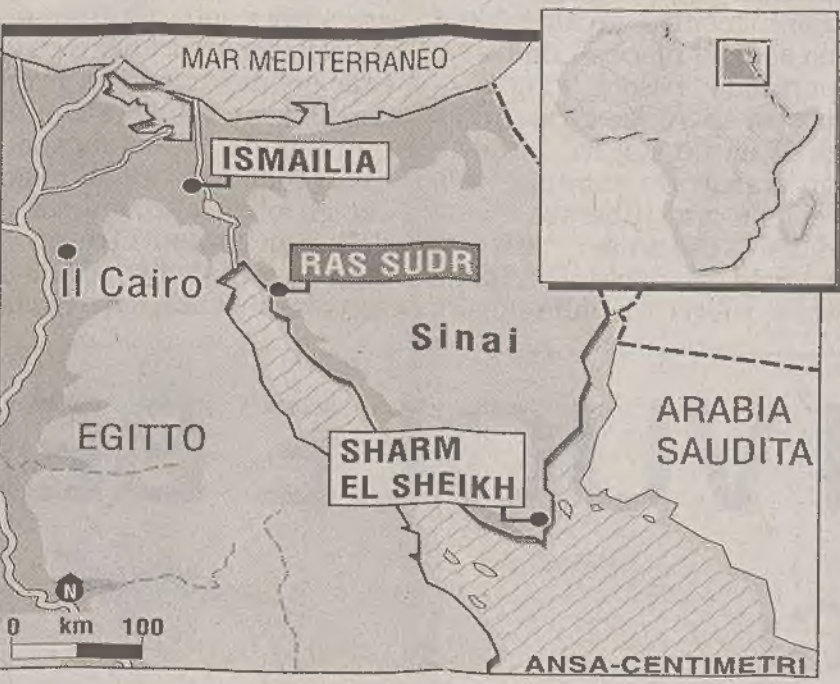 MAR MEDITERRANEO
ISMAILIA
RAS SUDR
Il Cairo
Sinai
EGITTO
ARABIA
SAUDITA
SHARM
EL SHEIKH
N
0 km 100
ANSA-CENTIMETRI